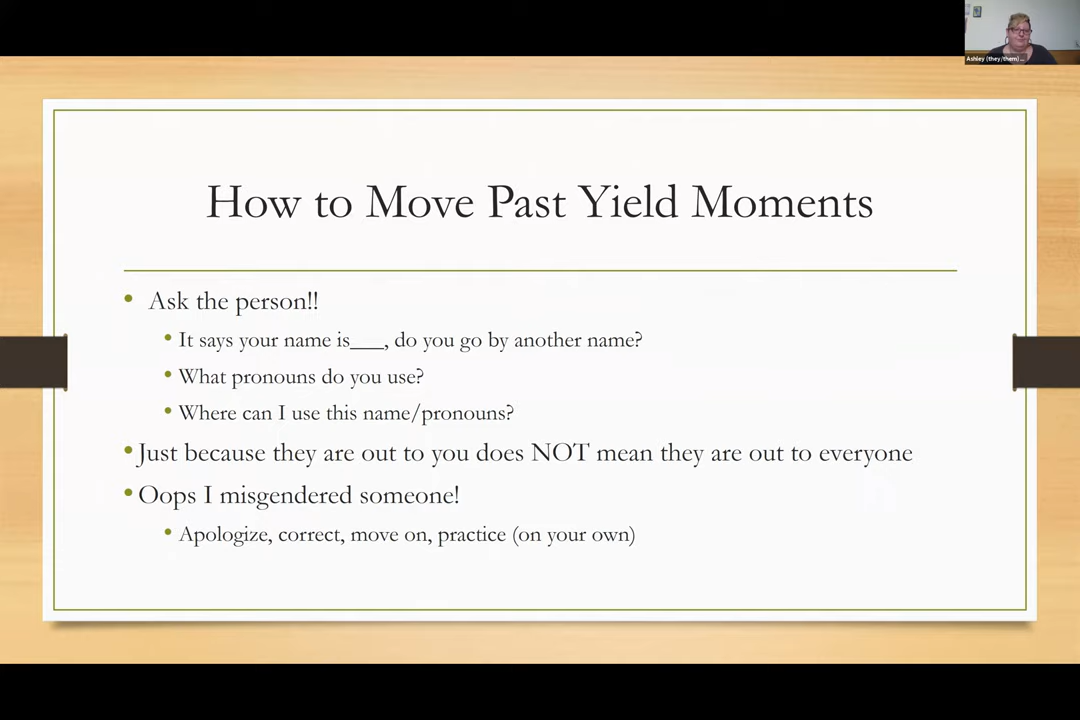 Ashley (they/them) ...
How to Move Past Yield Moments
• Ask the person!!
• It says your name is___, do you go by another name?
• What pronouns do you use?
• Where can I use this name/pronouns?
• Just because they are out to you does NOT mean they are out to everyone
• Oops I misgendered someone!
• Apologize, correct, move on, practice (on your own)